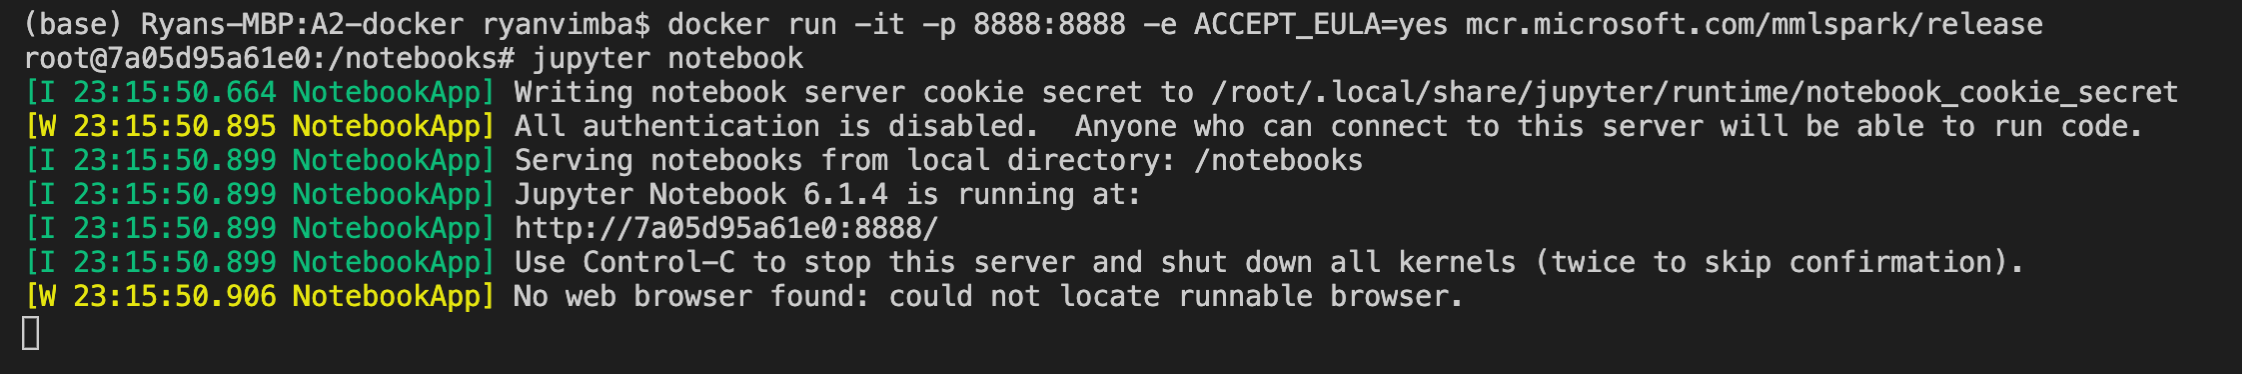 (base) Ryans-MBP:A2-docker ryanvimba$ docker run -it -p 8888:8888 -e ACCEPT_EULA=yes mcr.microsoft.com/mmlspark/release
root@7a05d95a61e0:/notebooks# jupyter notebook
[I 23:15:50.664 NotebookApp] Writing notebook server cookie secret to /root/.local/share/jupyter/runtime/notebook_cookie_secret
[W 23:15:50.895 NotebookApp] All authentication is disabled.  Anyone who can connect to this server will be able to run code.
[I 23:15:50.899 NotebookApp] Serving notebooks from local directory: /notebooks
[I 23:15:50.899 NotebookApp] Jupyter Notebook 6.1.4 is running at:
[I 23:15:50.899 NotebookApp] http://7a05d95a61e0:8888/
[I 23:15:50.899 NotebookApp] Use Control-C to stop this server and shut down all kernels (twice to skip confirmation).
[W 23:15:50.906 NotebookApp] No web browser found: could not locate runnable browser.